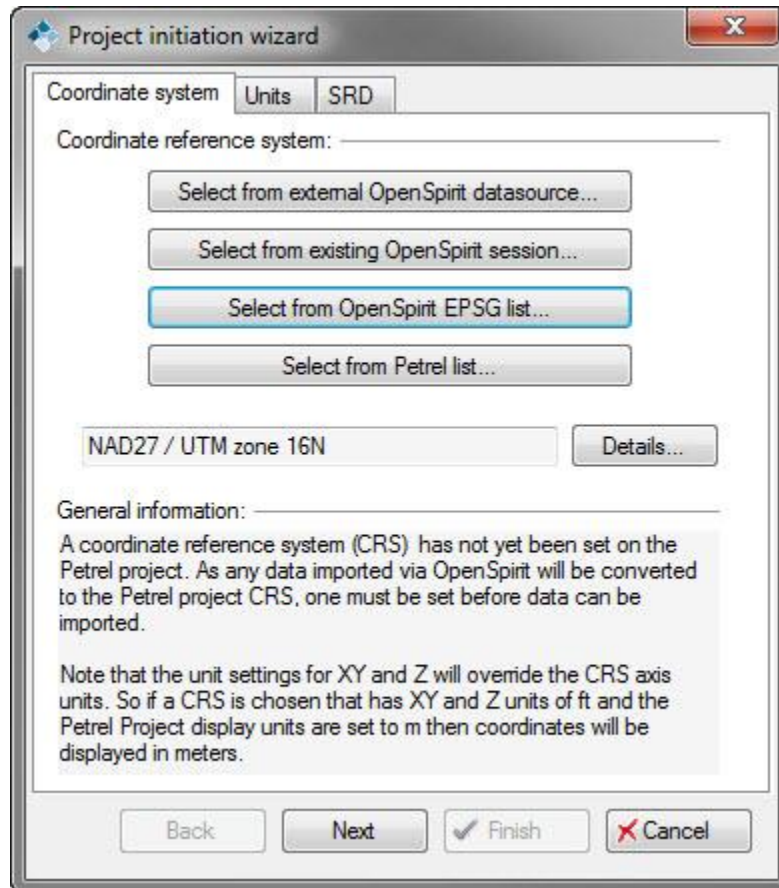 Project initiation wizard
Coordinate system
Units
SRD
Coordinate reference system:
Select from external OpenSpirit datasource...
Select from existing OpenSpirit session...
Select from OpenSpirit EPSG list...
Select from Petrel list...
NAD27 / UTM zone 16N
Details...
General information:
A coordinate reference system (CRS) has not yet been set on the
Petrel project. As any data imported via OpenSpirit will be converted
to the Petrel project CRS, one must be set before data can be
imported.
Note that the unit settings for XY and Z will override the CRS axis
units. So if a CRS is chosen that has XY and Z units of ft and the
Petrel Project display units are set to m then coordinates will be
displayed in meters.
Back
Next
Finish
Cancel